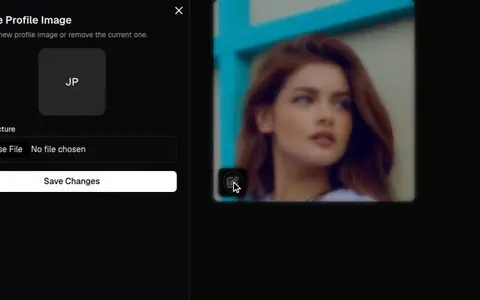 e Profile Image
new profile image or remove the current one.
JP
cture
se File No file chosen
Save Changes